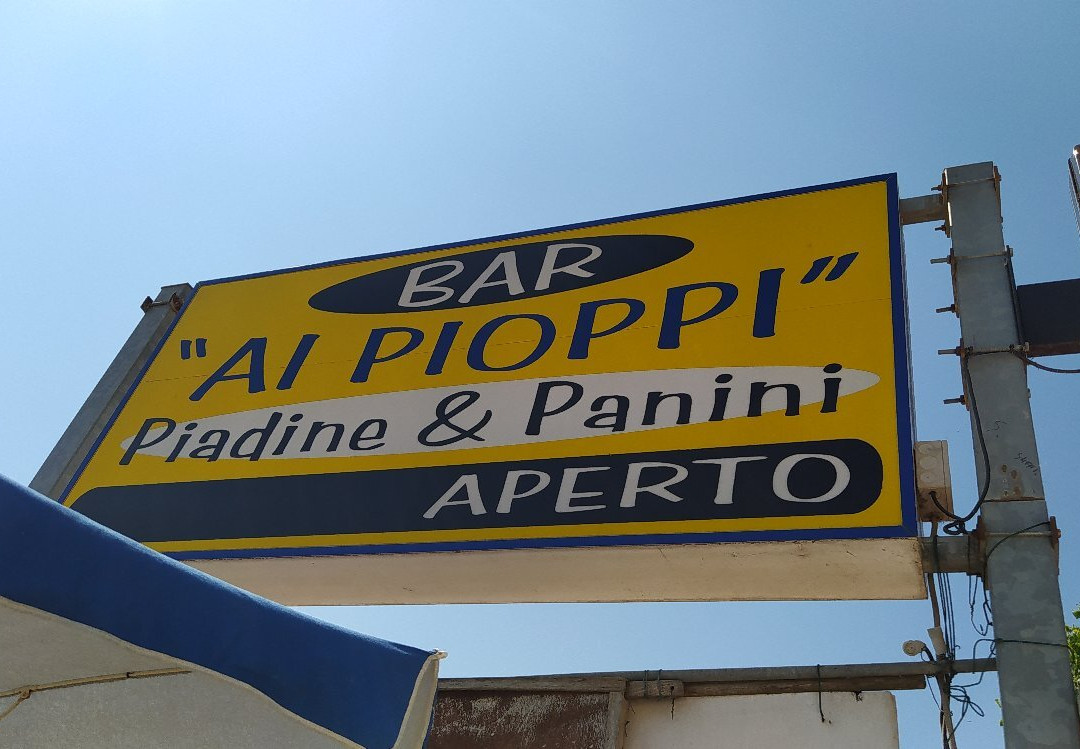 BAR
"AI PIOPPI"
Piadine & Panini
APERTO